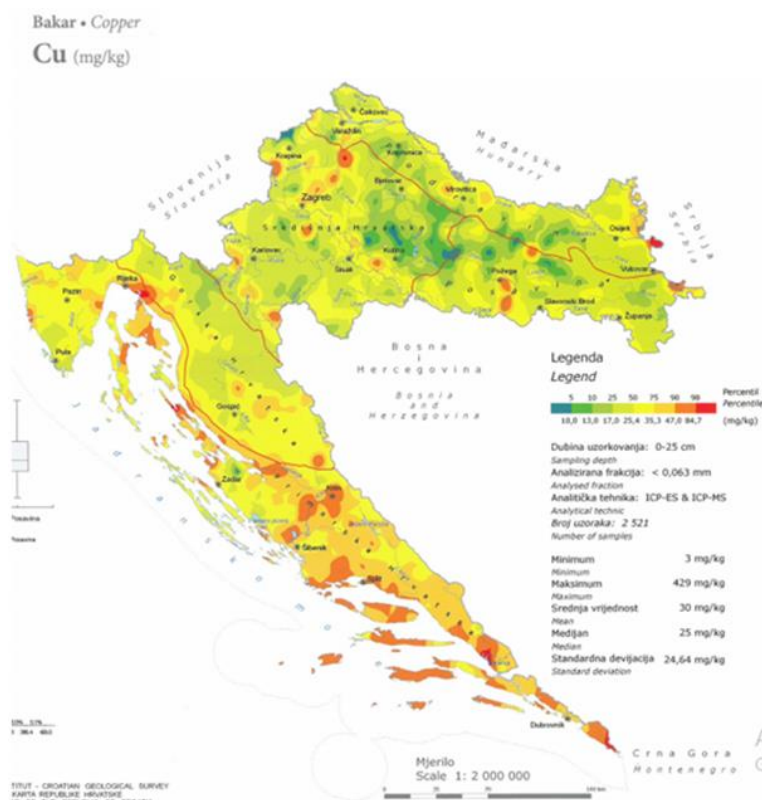 Bakar • Copper
Cu (mg/kg)
Mađarska
Hungary
Slovenija
Slovenia
Srbija
Serbia
Čakovec
Varaždin
Krapina
Koprivnica
Bjelovar
Virovitica
Zagreb
Središnja Hrvatska
Osijek
Karlovac
Sisak
Kutina
Vukovar
Požega
Slavonski Brod
Županja
Rijeka
Pazin
Pula
Gospić
Zadar
Knin
Šibenik
Split
Dubrovnik
Bosna
i
Hercegovina
Bosnia
and
Herzegovina
Crna Gora
Montenegro
Legenda
Legend
5 10 25 50 75 90 98 Percentil
Percentile
10,0 13,0 17,0 25,4 35,3 47,0 84,7 (mg/kg)
Dubina uzorkovanja: 0-25 cm
Sampling depth
Analizirana frakcija: < 0,063 mm
Analysed fraction
Analitička tehnika: ICP-ES & ICP-MS
Analytical technic
Broj uzoraka: 2 521
Number of samples
Minimum 3 mg/kg
Minimum
Maksimum 429 mg/kg
Maximum
Srednja vrijednost 30 mg/kg
Mean
Medijan 25 mg/kg
Median
Standardna devijacija 24,64 mg/kg
Standard deviation
Mjerilo
Scale 1: 2 000 000
TITUT - CROATIAN GEOLOGICAL SURVEY
KARTA REPUBLIKE HRVATSKE